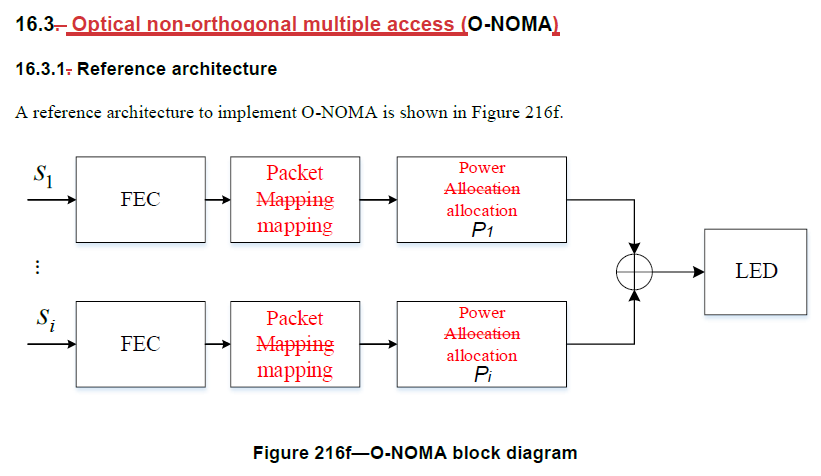 16.3. Optical non-orthogonal multiple access (O-NOMA)
16.3.1. Reference architecture
A reference architecture to implement O-NOMA is shown in Figure 216f.
S1
FEC
Packet
Mapping
mapping
Power
Allocation
allocation
P1
⋮
LED
Si
FEC
Packet
Mapping
mapping
Power
Allocation
allocation
Pi
Figure 216f—O-NOMA block diagram